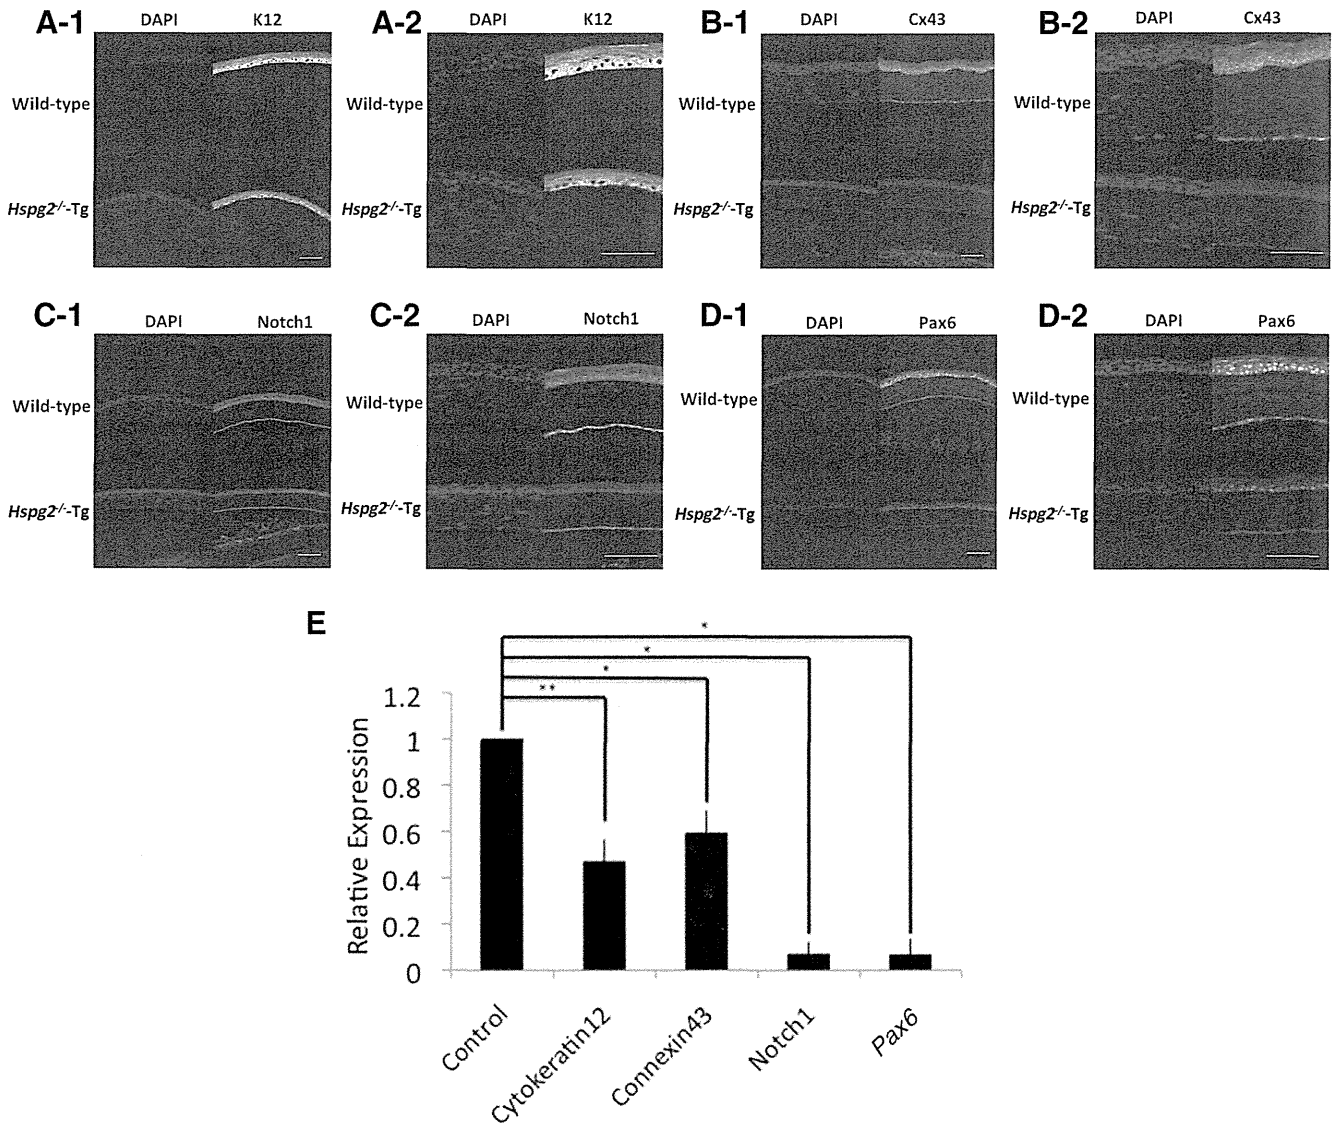 A-1
DAPI
K12
A-2
DAPI
K12
B-1
DAPI
Cx43
B-2
DAPI
Cx43
Wild-type
Wild-type
Wild-type
Wild-type
Hspg2-/--Tg
Hspg2-/--Tg
Hspg2-/--Tg
Hspg2-/--Tg
C-1
DAPI
Notch1
C-2
DAPI
Notch1
D-1
DAPI
Pax6
D-2
DAPI
Pax6
Wild-type
Wild-type
Wild-type
Wild-type
Hspg2-/--Tg
Hspg2-/--Tg
Hspg2-/--Tg
Hspg2-/--Tg
E
*
*
*
**
Relative Expression
1.2
1
0.8
0.6
0.4
0.2
0
Control
Cytokeratin12
Connexin43
Notch1
Pax6